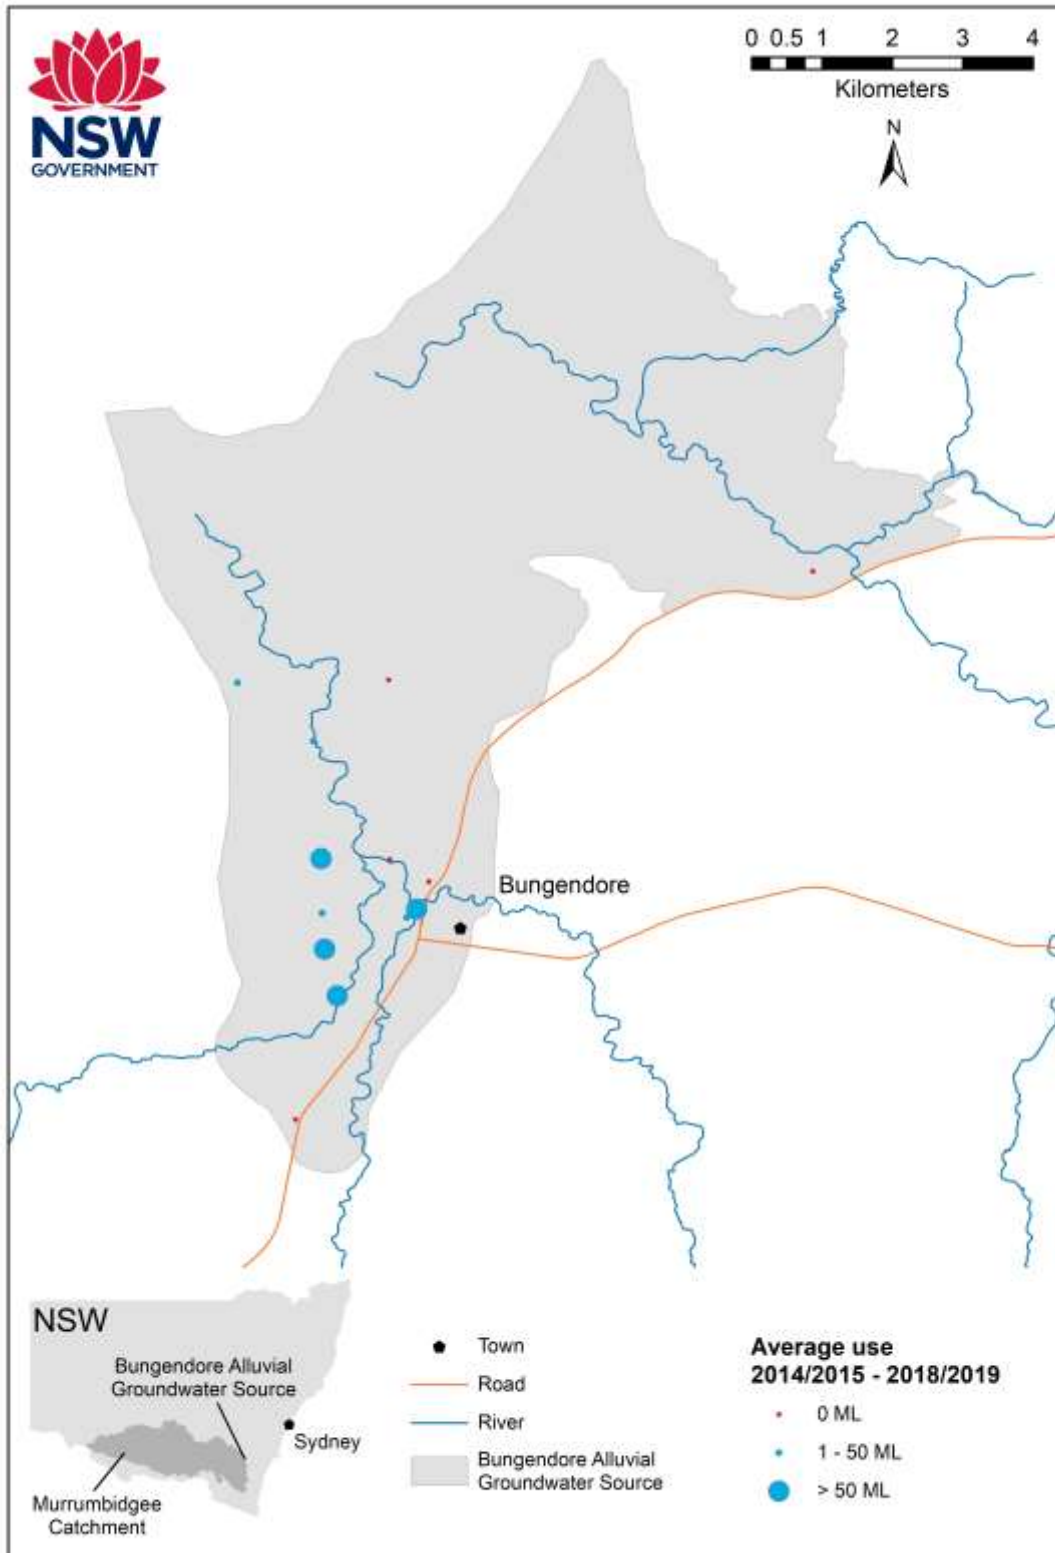 NSW
GOVERNMENT
0 0.5 1 2 3 4
Kilometers
N
Bungendore
NSW
Bungendore Alluvial
Groundwater Source
Sydney
Murrumbidgee
Catchment
Town
Road
River
Bungendore Alluvial
Groundwater Source
Average use
2014/2015 - 2018/2019
0 ML
1 - 50 ML
> 50 ML